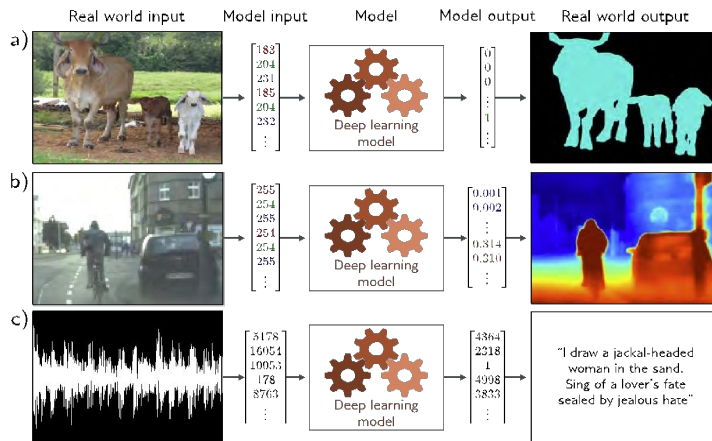 Real world input Model input Model Model output Real world output
a)
182
204
231
185
204
232
⋮
Deep learning
model
0
0
0
⋮
1
⋮
b)
255
254
255
254
254
255
⋮
Deep learning
model
0.001
0.002
⋮
0.314
0.310
⋮
c)
3178
16054
10053
178
8763
⋮
Deep learning
model
4364
2318
1
4998
3833
⋮
“I draw a jackal-headed
woman in the sand.
Sing of a lover’s fate
sealed by jealous hate”